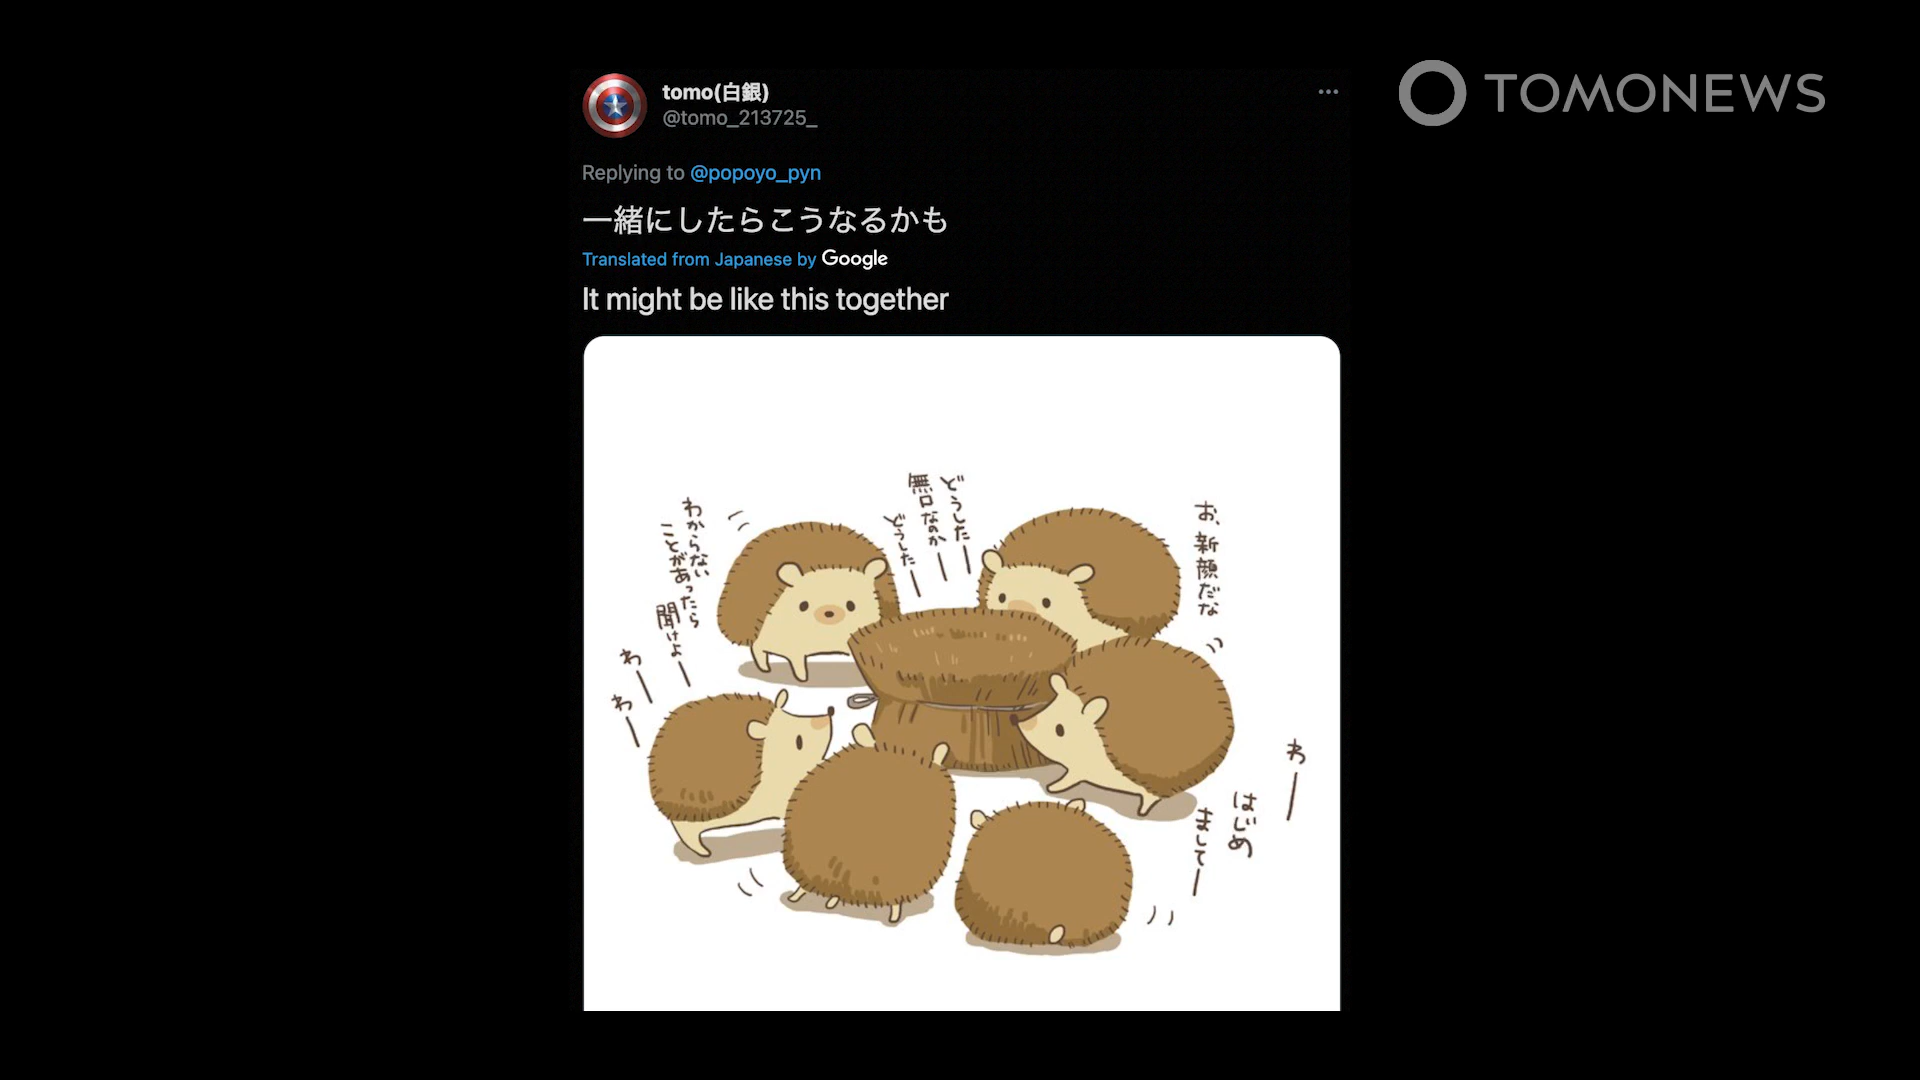 TOMONEWS
tomo(白銀)
@tomo_213725_
Replying to @popoyo_pyn
一緒にしたらこうなるかも
Translated from Japanese by Google
It might be like this together
お、新顔だな
どうしたー
無口なのかー
どうしたー
わからない
ことがあったら
聞けよー
わー
わー
わー
はじめ
ましてー